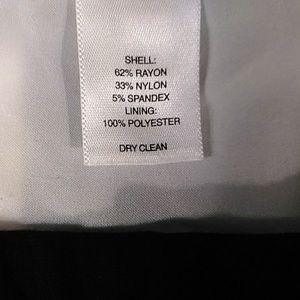 SHELL:
62% RAYON
33% NYLON
5% SPANDEX
LINING:
100% POLYESTER
DRY CLEAN